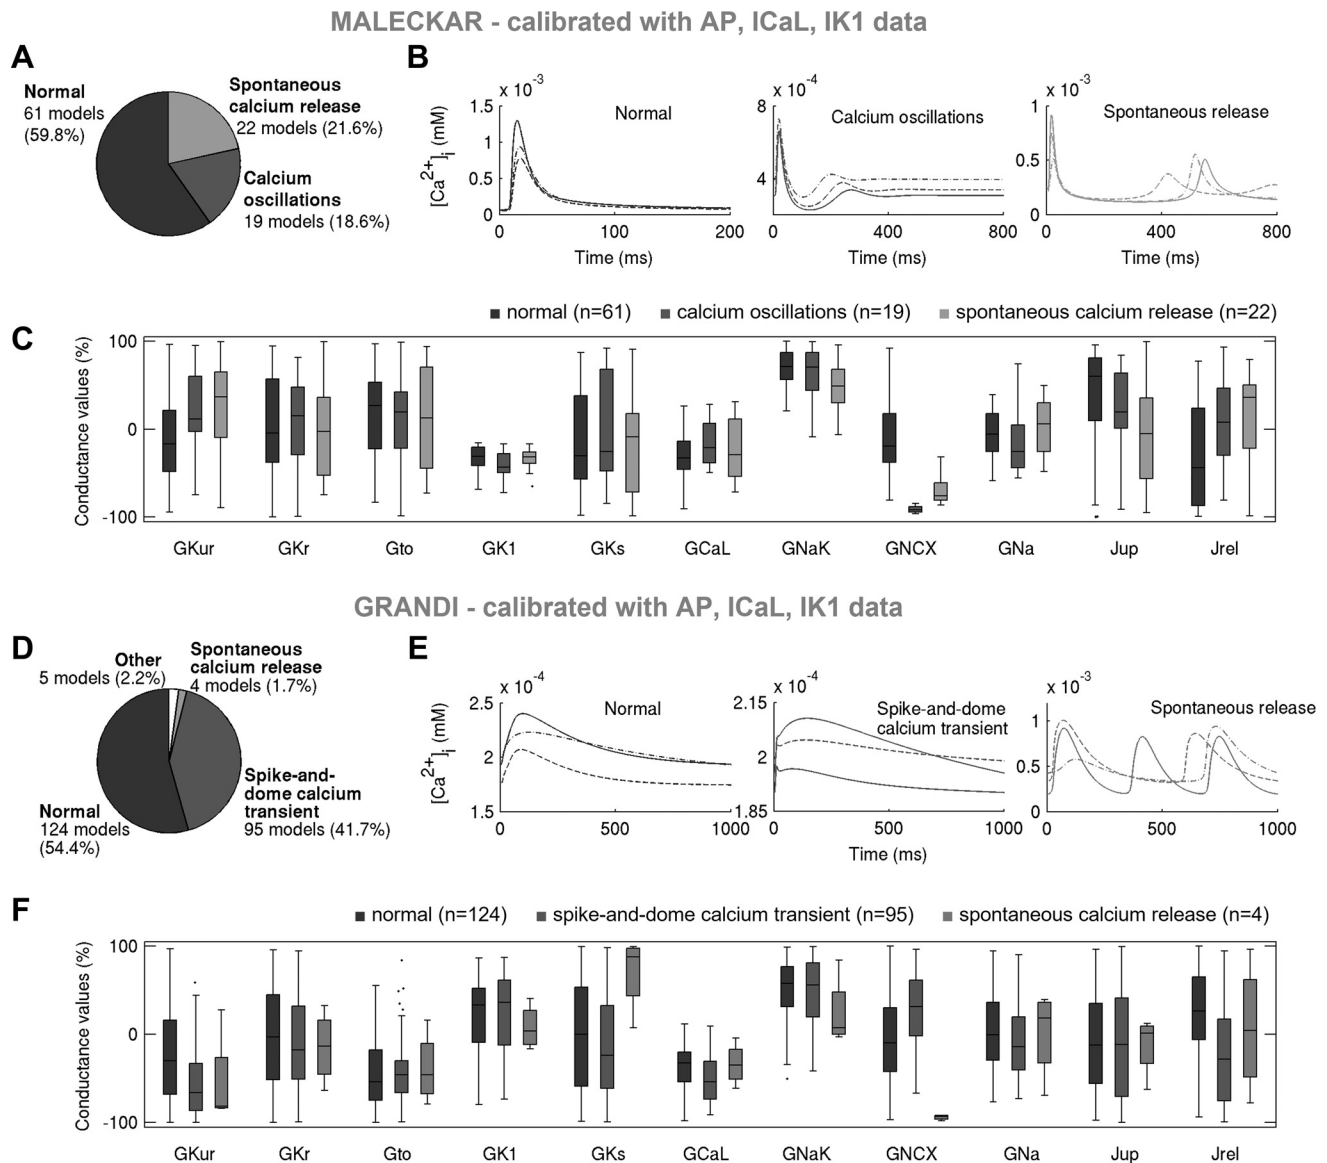 MALECKAR - calibrated with AP, ICaL, IK1 data
A
Normal
61 models
(59.8%)
Spontaneous
calcium release
22 models (21.6%)
Calcium
oscillations
19 models (18.6%)
B
[Ca2+]i (mM)
x 10-3
1.5
1
0.5
0
Normal
0 100 200
Time (ms)
x 10-4
8
4
0
Calcium oscillations
0 400 800
Time (ms)
x 10-3
1
0.5
0
Spontaneous release
0 400 800
Time (ms)
normal (n=61) calcium oscillations (n=19) spontaneous calcium release (n=22)
C
Conductance values (%)
100
0
-100
GKur GKr Gto GK1 GKs GCaL GNaK GNCX GNa Jup Jrel
GRANDI - calibrated with AP, ICaL, IK1 data
D
Other
5 models (2.2%)
Spontaneous
calcium release
4 models (1.7%)
Normal
124 models
(54.4%)
Spike-and-
dome calcium
transient
95 models (41.7%)
E
[Ca2+]i (mM)
x 10-4
2.5
2
1.5
Normal
0 500 1000
x 10-4
2.15
2
1.85
Spike-and-dome
calcium transient
0 500 1000
Time (ms)
x 10-3
1
0.5
0
Spontaneous release
0 500 1000
normal (n=124) spike-and-dome calcium transient (n=95) spontaneous calcium release (n=4)
F
Conductance values (%)
100
0
-100
GKur GKr Gto GK1 GKs GCaL GNaK GNCX GNa Jup Jrel